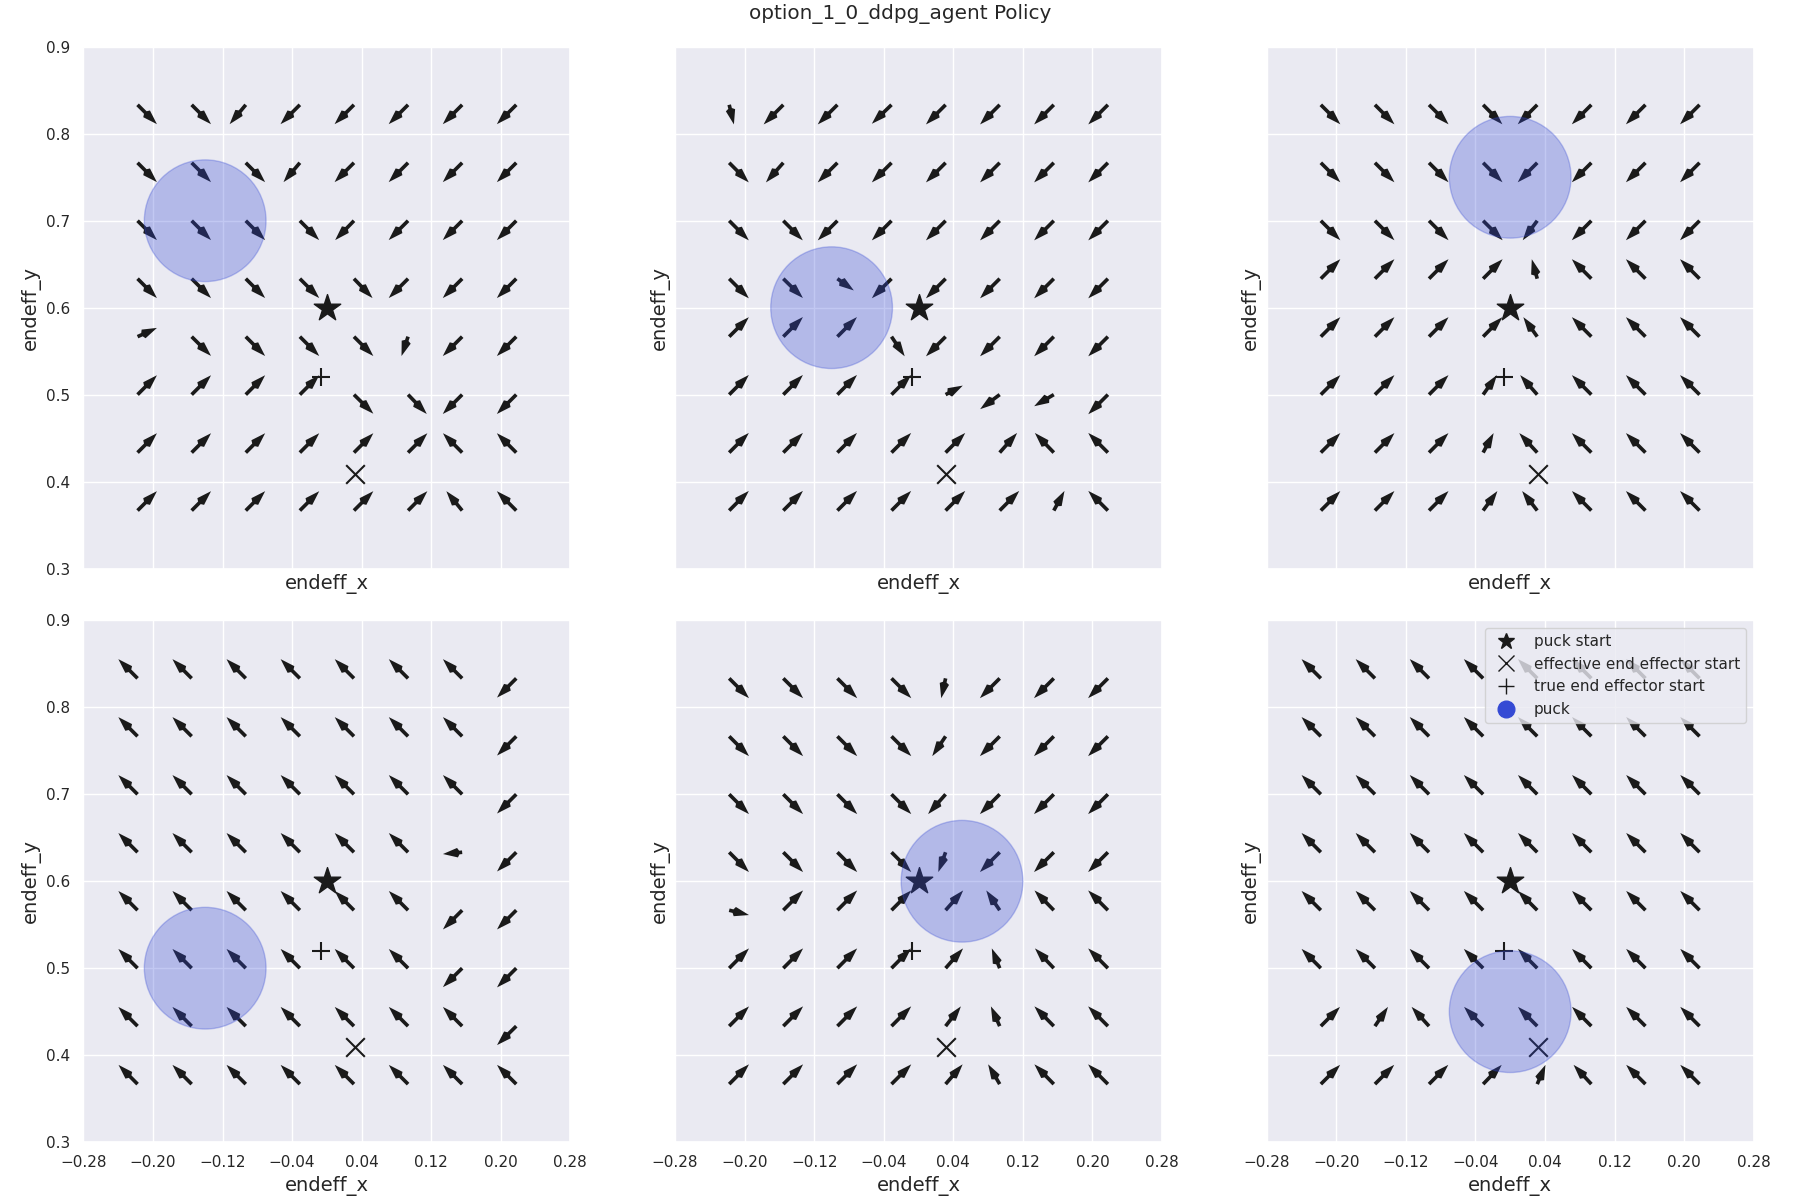 option_1_0_ddpg_agent Policy
0.9
0.8
0.7
0.6
0.5
0.4
0.3
endeff_y
endeff_x
endeff_y
endeff_x
endeff_y
endeff_x
0.9
0.8
0.7
0.6
0.5
0.4
0.3
endeff_y
−0.28 −0.20 −0.12 −0.04 0.04 0.12 0.20 0.28
endeff_x
endeff_y
−0.28 −0.20 −0.12 −0.04 0.04 0.12 0.20 0.28
endeff_x
endeff_y
puck start
effective end effector start
true end effector start
puck
−0.28 −0.20 −0.12 −0.04 0.04 0.12 0.20 0.28
endeff_x